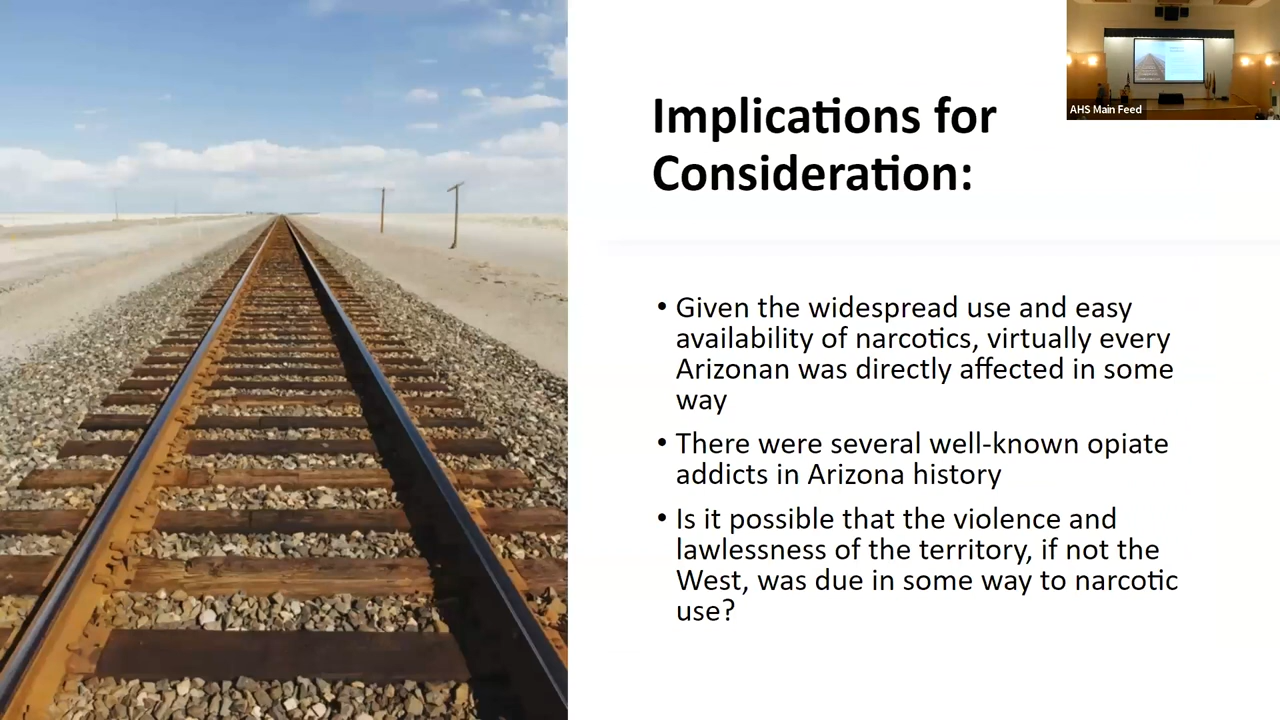 AHS Main Feed
Implications for
Consideration:
• Given the widespread use and easy
availability of narcotics, virtually every
Arizonan was directly affected in some
way
• There were several well-known opiate
addicts in Arizona history
• Is it possible that the violence and
lawlessness of the territory, if not the
West, was due in some way to narcotic
use?